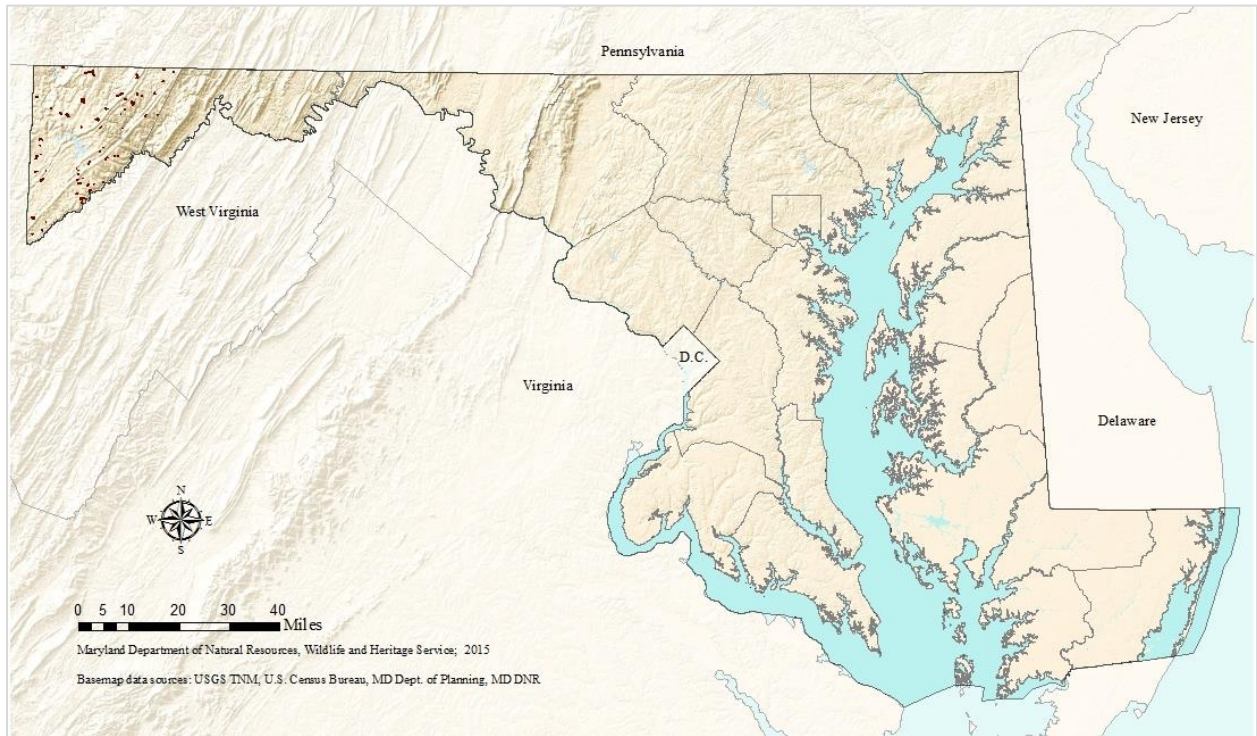 Pennsylvania
New Jersey
West Virginia
D.C.
Virginia
Delaware
N
W E
S
0 5 10 20 30 40
Miles
Maryland Department of Natural Resources, Wildlife and Heritage Service; 2015
Basemap data sources: USGS TNM, U.S. Census Bureau, MD Dept. of Planning, MD DNR